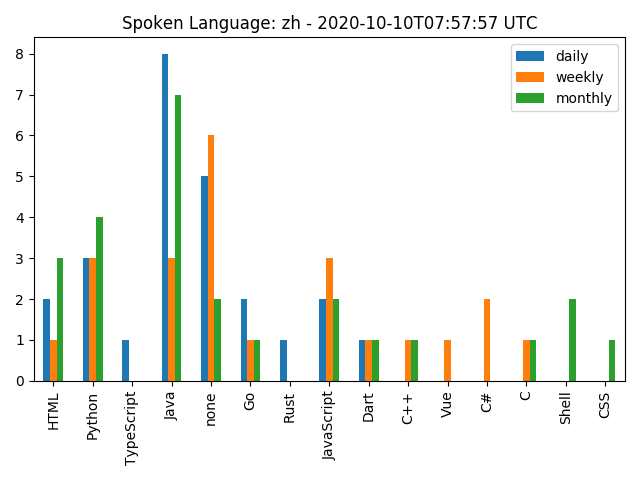 Spoken Language: zh - 2020-10-10T07:57:57 UTC
daily
weekly
monthly
8
7
6
5
4
3
2
1
0
HTML
Python
TypeScript
Java
none
Go
Rust
JavaScript
Dart
C++
Vue
C#
C
Shell
CSS